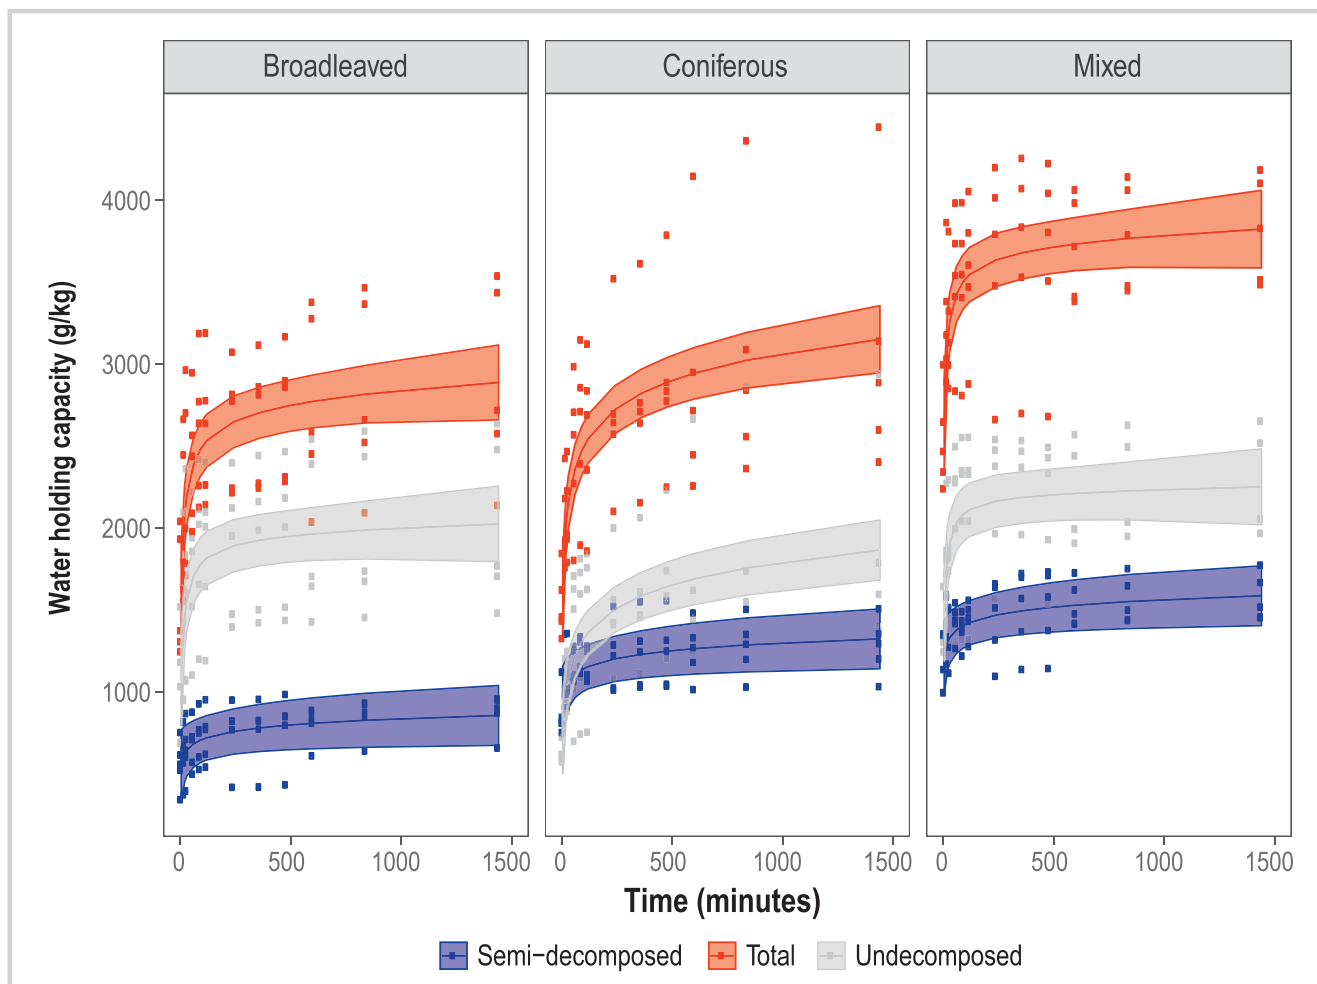 Broadleaved Coniferous Mixed
4000
3000
2000
1000
Water holding capacity (g/kg)
0 500 1000 1500 0 500 1000 1500 0 500 1000 1500
Time (minutes)
Semi−decomposed Total Undecomposed